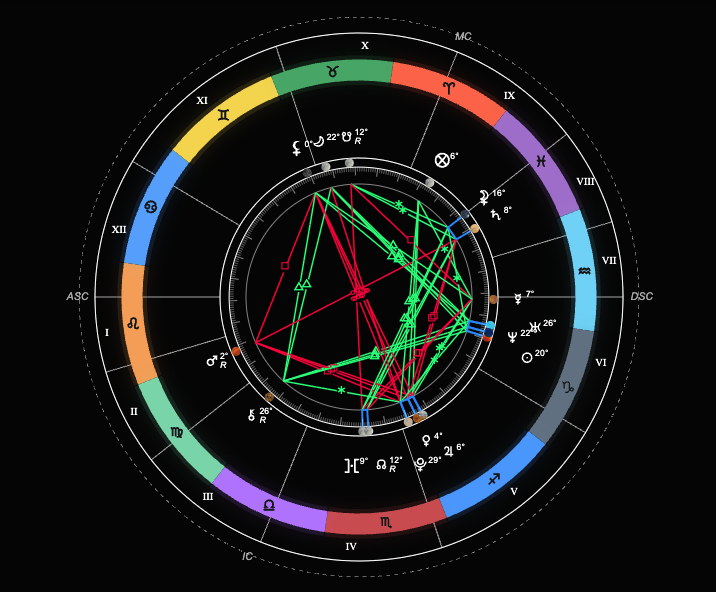 X
MC
XI
IX
♉
♈
♊
0° ☽ 22° ☋ 12° R
⊗ 6°
♓
VIII
16°
♄ 8°
♋
XII
♒
VII
ASC
DSC
☿ 7°
♌
I
♆ 22° ♅ 26°
☉ 20°
VI
♂ 2° R
♑
II
⚷ 26° R
♍
♀ 4°
♃ 6°
9° ☊ 12° R
♇ 29°
♐
III
V
♎
♏
IV
IC